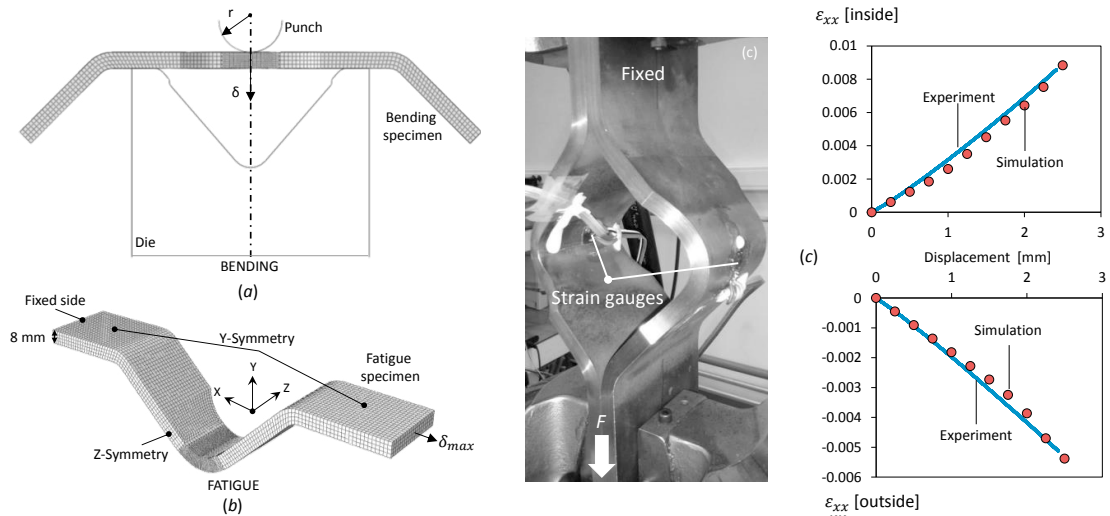 r
Punch
δ
Bending
specimen
Die
BENDING
(a)
Fixed side
8 mm
Y-Symmetry
Fatigue
specimen
Y
X
Z
δmax
Z-Symmetry
FATIGUE
(b)
(c)
Fixed
Strain gauges
F
εxx [inside]
0.01
0.008
0.006
0.004
0.002
0
Experiment
Simulation
0 1 2 3
(c)
Displacement [mm]
0 1 2 3
0
-0.001
-0.002
-0.003
-0.004
-0.005
-0.006
Simulation
Experiment
εxx [outside]